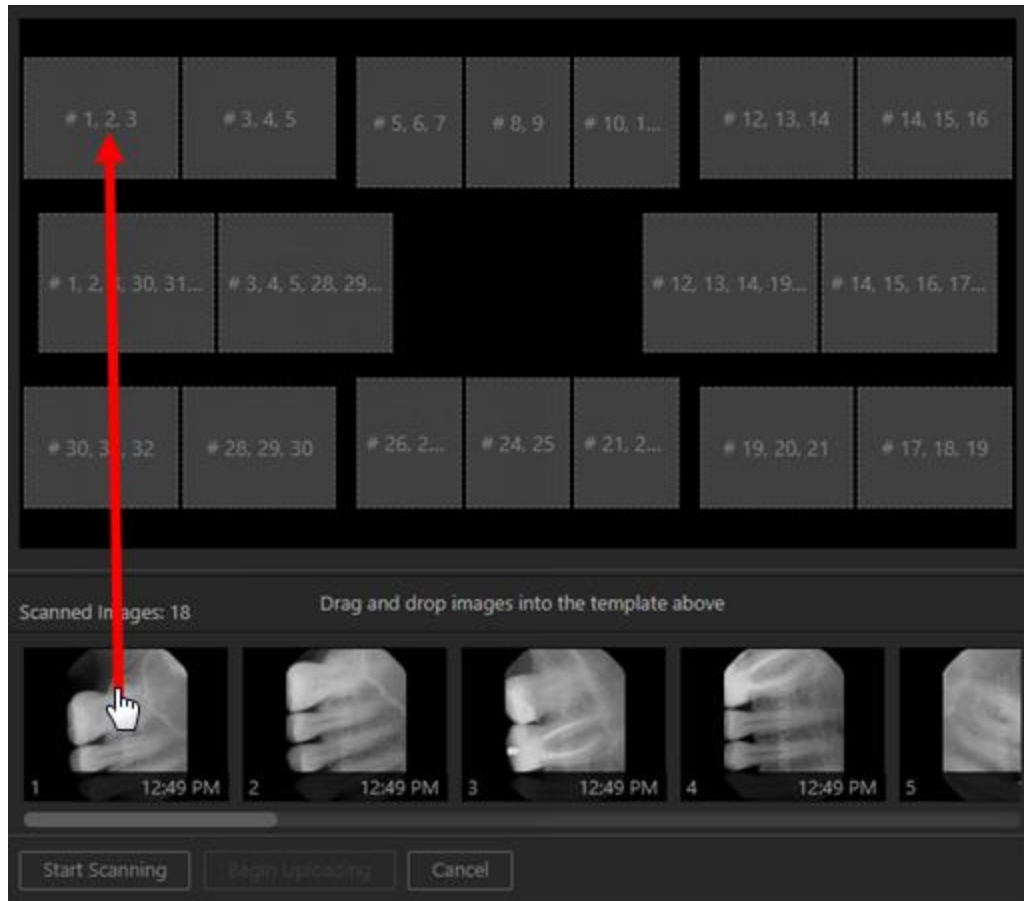 # 1, 2, 3
# 3, 4, 5
# 5, 6, 7
# 8, 9
# 10, 1...
# 12, 13, 14
# 14, 15, 16
# 1, 2, 30, 31...
# 3, 4, 5, 28, 29...
# 12, 13, 14, 19...
# 14, 15, 16, 17...
# 30, 32
# 28, 29, 30
# 26, 2...
# 24, 25
# 21, 2...
# 19, 20, 21
# 17, 18, 19
Scanned Images: 18
Drag and drop images into the template above
1 12:49 PM
2 12:49 PM
3 12:49 PM
4 12:49 PM
5
Start Scanning
Begin Uploading
Cancel